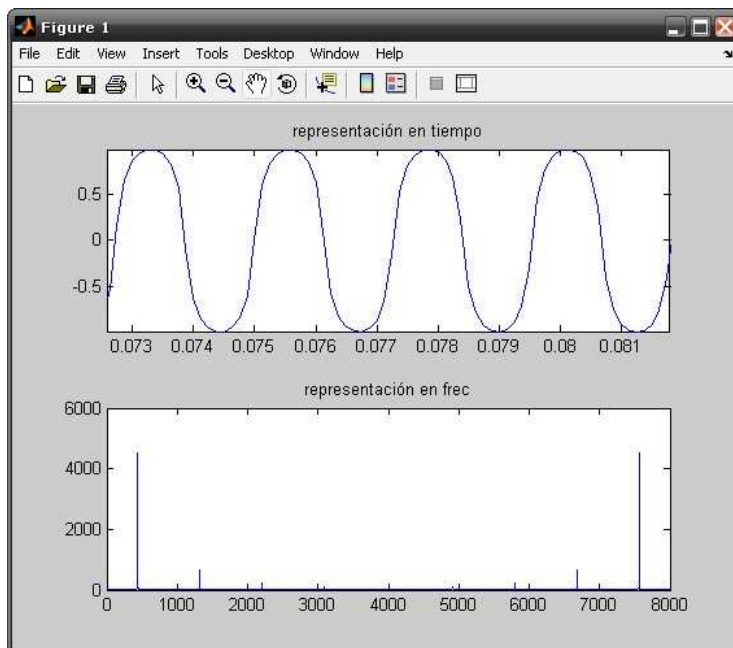 Figure 1
File Edit View Insert Tools Desktop Window Help
representación en tiempo
0.5
0
-0.5
0.073 0.074 0.075 0.076 0.077 0.078 0.079 0.08 0.081
representación en frec
6000
4000
2000
0
0 1000 2000 3000 4000 5000 6000 7000 8000